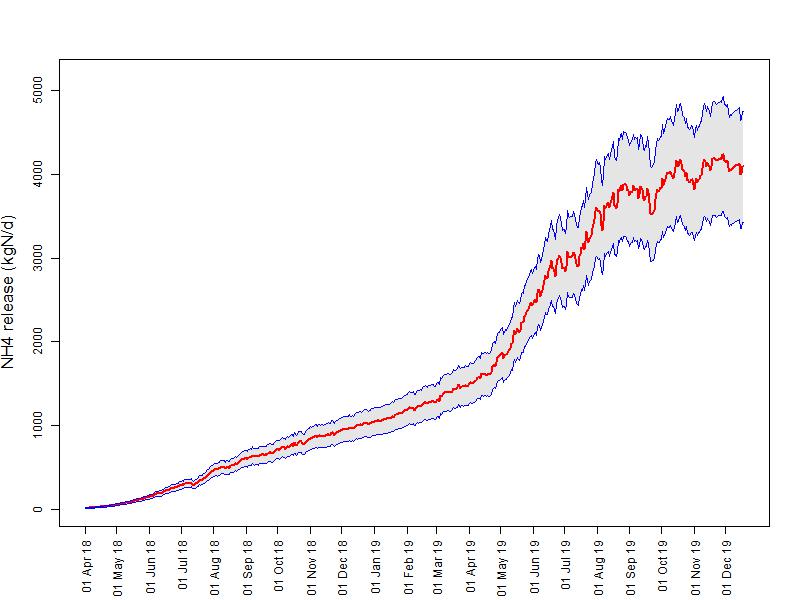 NH4 release (kgN/d)
5000
4000
3000
2000
1000
0
01 Apr 18
01 May 18
01 Jun 18
01 Jul 18
01 Aug 18
01 Sep 18
01 Oct 18
01 Nov 18
01 Dec 18
01 Jan 19
01 Feb 19
01 Mar 19
01 Apr 19
01 May 19
01 Jun 19
01 Jul 19
01 Aug 19
01 Sep 19
01 Oct 19
01 Nov 19
01 Dec 19